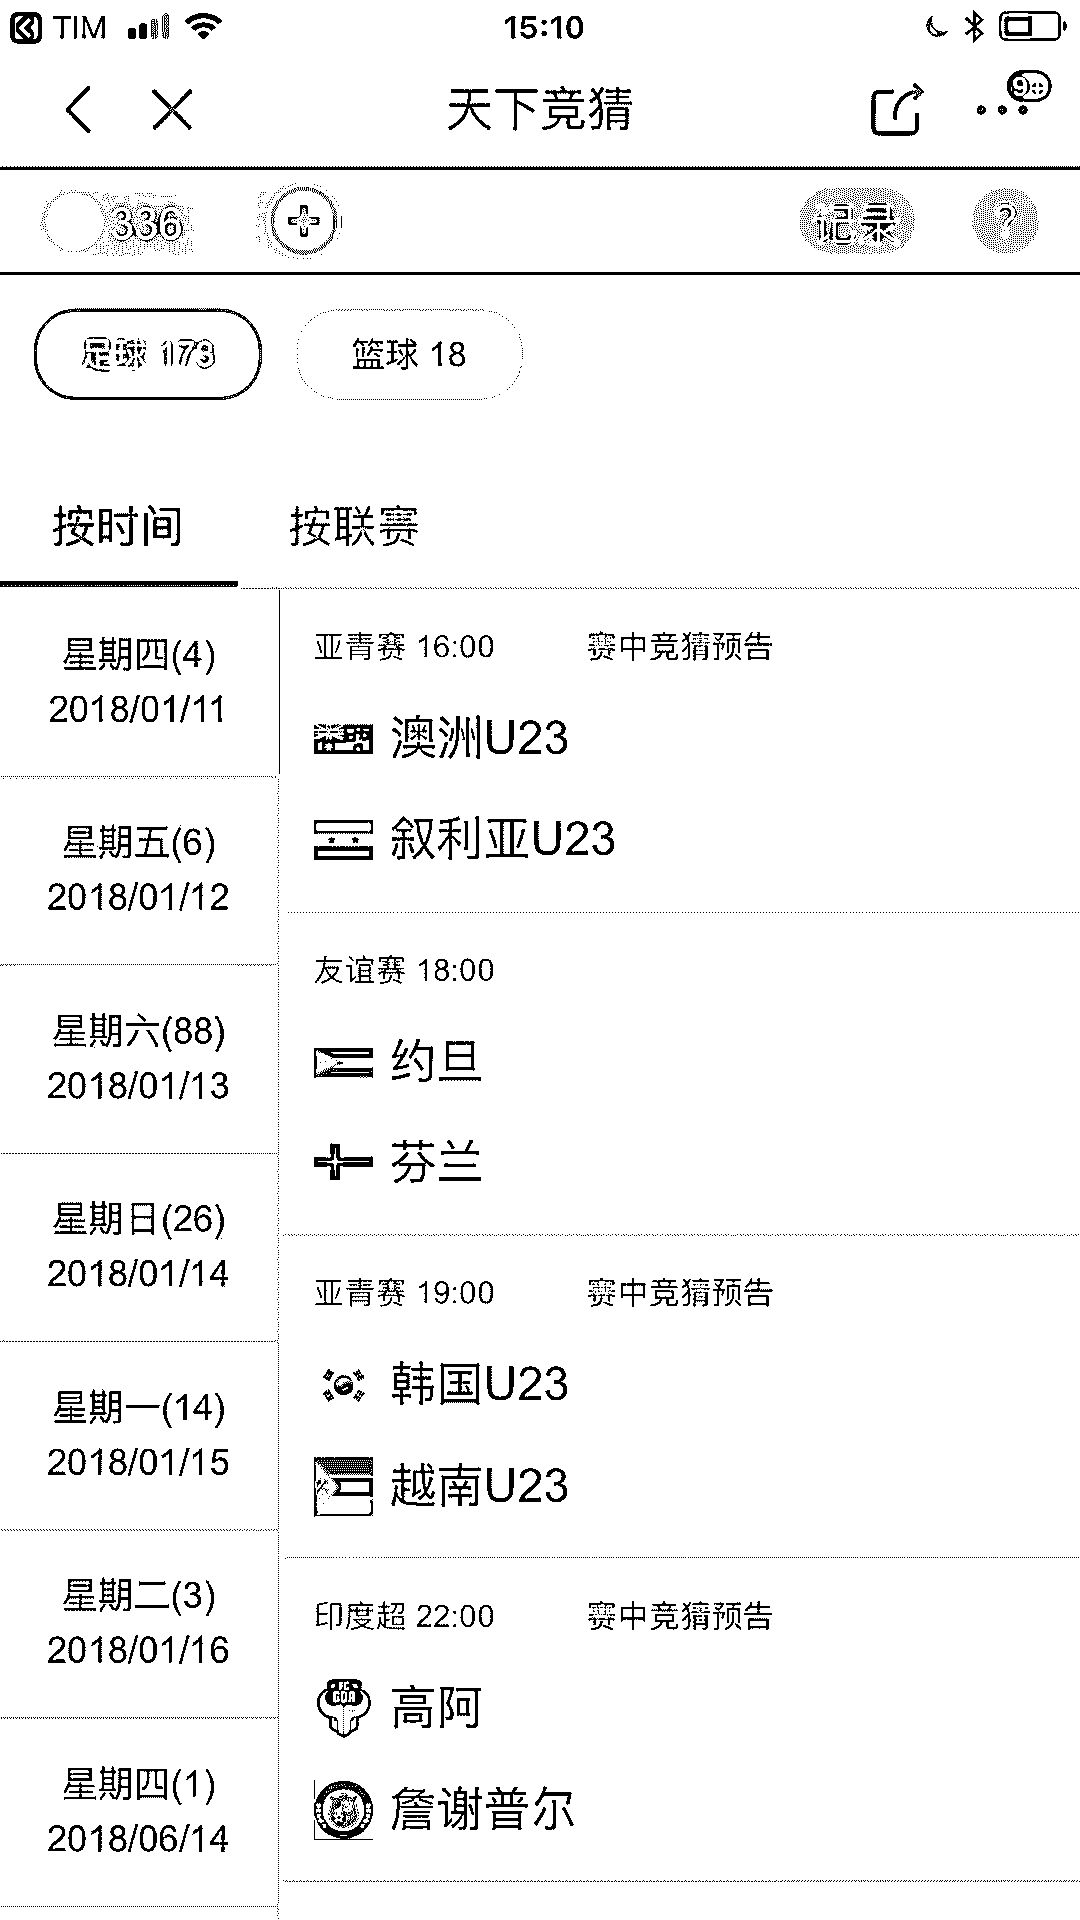 TIM 15:10
天下竞猜
336 记录 ?
足球 173 篮球 18
按时间 按联赛
星期四(4)
2018/01/11
星期五(6)
2018/01/12
星期六(88)
2018/01/13
星期日(26)
2018/01/14
星期一(14)
2018/01/15
星期二(3)
2018/01/16
星期四(1)
2018/06/14
亚青赛 16:00 赛中竞猜预告
澳洲U23
叙利亚U23
友谊赛 18:00
约旦
芬兰
亚青赛 19:00 赛中竞猜预告
韩国U23
越南U23
印度超 22:00 赛中竞猜预告
高阿
詹谢普尔